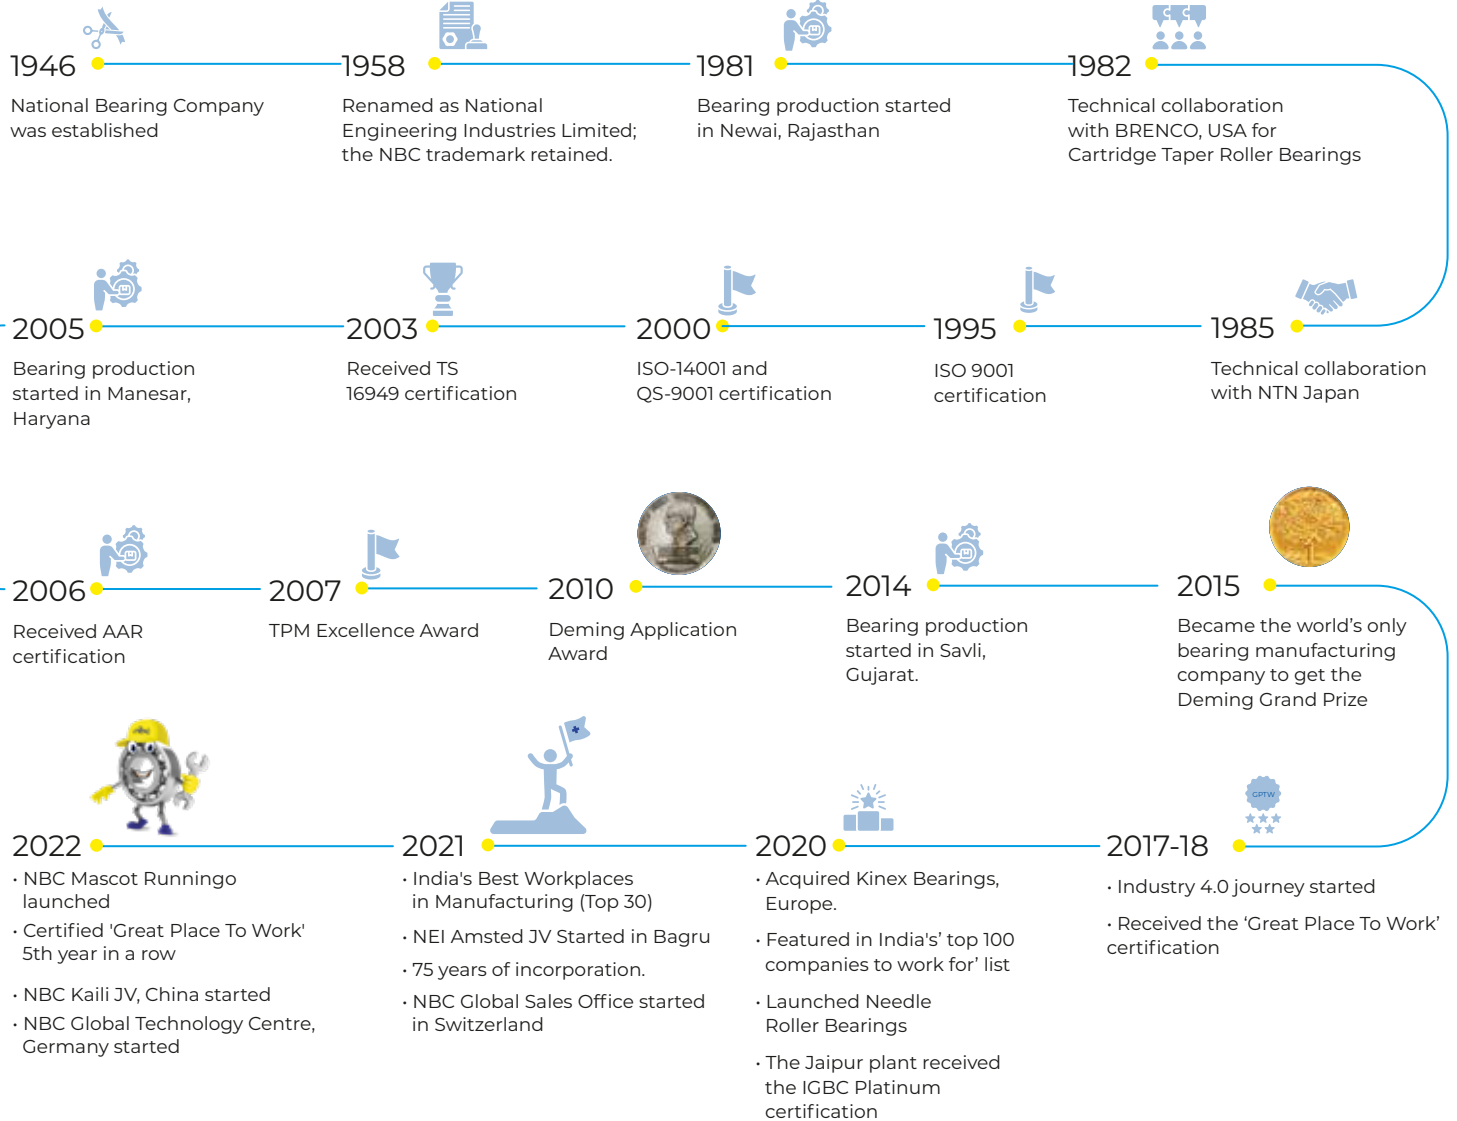 1946
National Bearing Company
was established
1958
Renamed as National
Engineering Industries Limited;
the NBC trademark retained.
1981
Bearing production started
in Newai, Rajasthan
1982
Technical collaboration
with BRENCO, USA for
Cartridge Taper Roller Bearings
1985
Technical collaboration
with NTN Japan
1995
ISO 9001
certification
2000
ISO-14001 and
QS-9001 certification
2003
Received TS
16949 certification
2005
Bearing production
started in Manesar,
Haryana
2006
Received AAR
certification
2007
TPM Excellence Award
2010
Deming Application
Award
2014
Bearing production
started in Savli,
Gujarat.
2015
Became the world’s only
bearing manufacturing
company to get the
Deming Grand Prize
GPTW
2017-18
• Industry 4.0 journey started
• Received the ‘Great Place To Work’
certification
2020
• Acquired Kinex Bearings,
Europe.
• Featured in India's’ top 100
companies to work for’ list
• Launched Needle
Roller Bearings
• The Jaipur plant received
the IGBC Platinum
certification
2021
• India's Best Workplaces
in Manufacturing (Top 30)
• NEI Amsted JV Started in Bagru
• 75 years of incorporation.
• NBC Global Sales Office started
in Switzerland
2022
• NBC Mascot Runningo
launched
• Certified 'Great Place To Work'
5th year in a row
• NBC Kaili JV, China started
• NBC Global Technology Centre,
Germany started